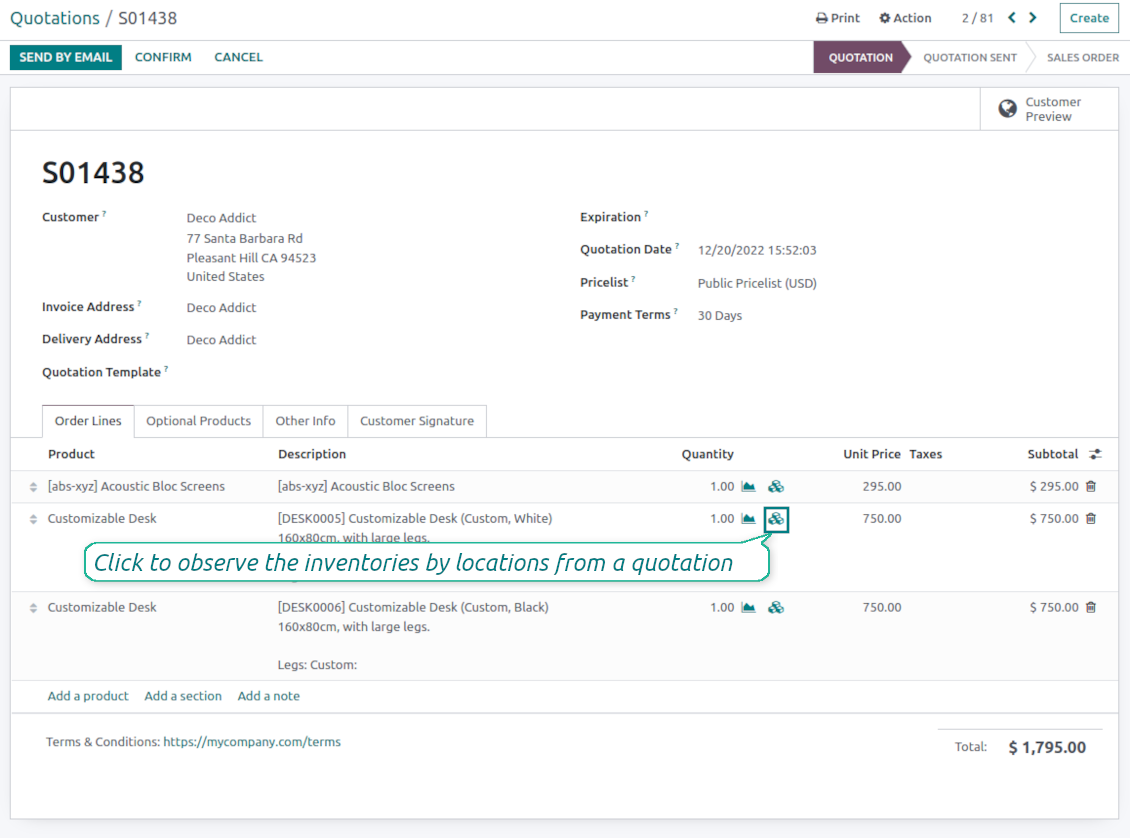 Quotations / S01438
Print Action 2 / 81 Create
SEND BY EMAIL CONFIRM CANCEL
QUOTATION QUOTATION SENT SALES ORDER
Customer
Preview
S01438
Customer ?
Deco Addict
77 Santa Barbara Rd
Pleasant Hill CA 94523
United States
Invoice Address ? Deco Addict
Delivery Address ? Deco Addict
Quotation Template ?
Expiration ?
Quotation Date ? 12/20/2022 15:52:03
Pricelist ? Public Pricelist (USD)
Payment Terms ? 30 Days
Order Lines Optional Products Other Info Customer Signature
Product Description Quantity Unit Price Taxes Subtotal
[abs-xyz] Acoustic Bloc Screens [abs-xyz] Acoustic Bloc Screens 1.00 295.00 $ 295.00
Customizable Desk [DESK0005] Customizable Desk (Custom, White) 1.00 750.00 $ 750.00
160x80cm, with large legs.
Click to observe the inventories by locations from a quotation
Customizable Desk [DESK0006] Customizable Desk (Custom, Black) 1.00 750.00 $ 750.00
160x80cm, with large legs.
Legs: Custom:
Add a product Add a section Add a note
Terms & Conditions: https://mycompany.com/terms
Total: $ 1,795.00